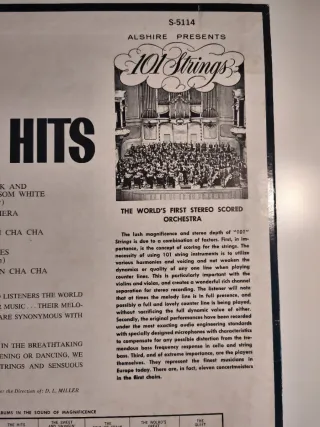 S-5114
ALSHIRE PRESENTS
101 Strings
HITS
THE WORLD'S FIRST STEREO SCORED
ORCHESTRA
The lush magnificence and stereo depth of "101"
Strings is due to a combination of factors. First, in im-
portance, is the concept of scoring for the strings. The
necessity of using 101 string instruments is to utilize
various harmonies and voicing and not weaken the
dynamics or quality of any one line when playing
counter lines. This is particularly important with the
violins and violas, and creates a wonderful rich channel
separation for stereo recording. The listener will note
that at times the melody line is in full presence, and
possibly a full and lovely counter line is being played,
without sacrificing the full dynamic value of either.
Secondly, the original performances have been recorded
under the most exacting audio engineering standards
with specially designed microphones with characteristics
to compensate for any possible distortion from the tre-
mendous bass frequency response in cello and string
bass. Third, and of extreme importance, are the players
themselves. They represent the finest musicians in
Europe today. There are, in fact, eleven concertmasters
in the first chairs.
K AND
SOM WHITE
MERA
N CHA CHA
ES
N CHA CHA
D LISTENERS THE WORLD
R MUSIC . . . THEIR MELO-
ARE SYNONYMOUS WITH
IN THE BREATHTAKING
ENING OR DANCING, WE
TRINGS AND SENSUOUS
r the Direction of: D. L. MILLER
LBUMS IN THE SOUND OF MAGNIFICENCE